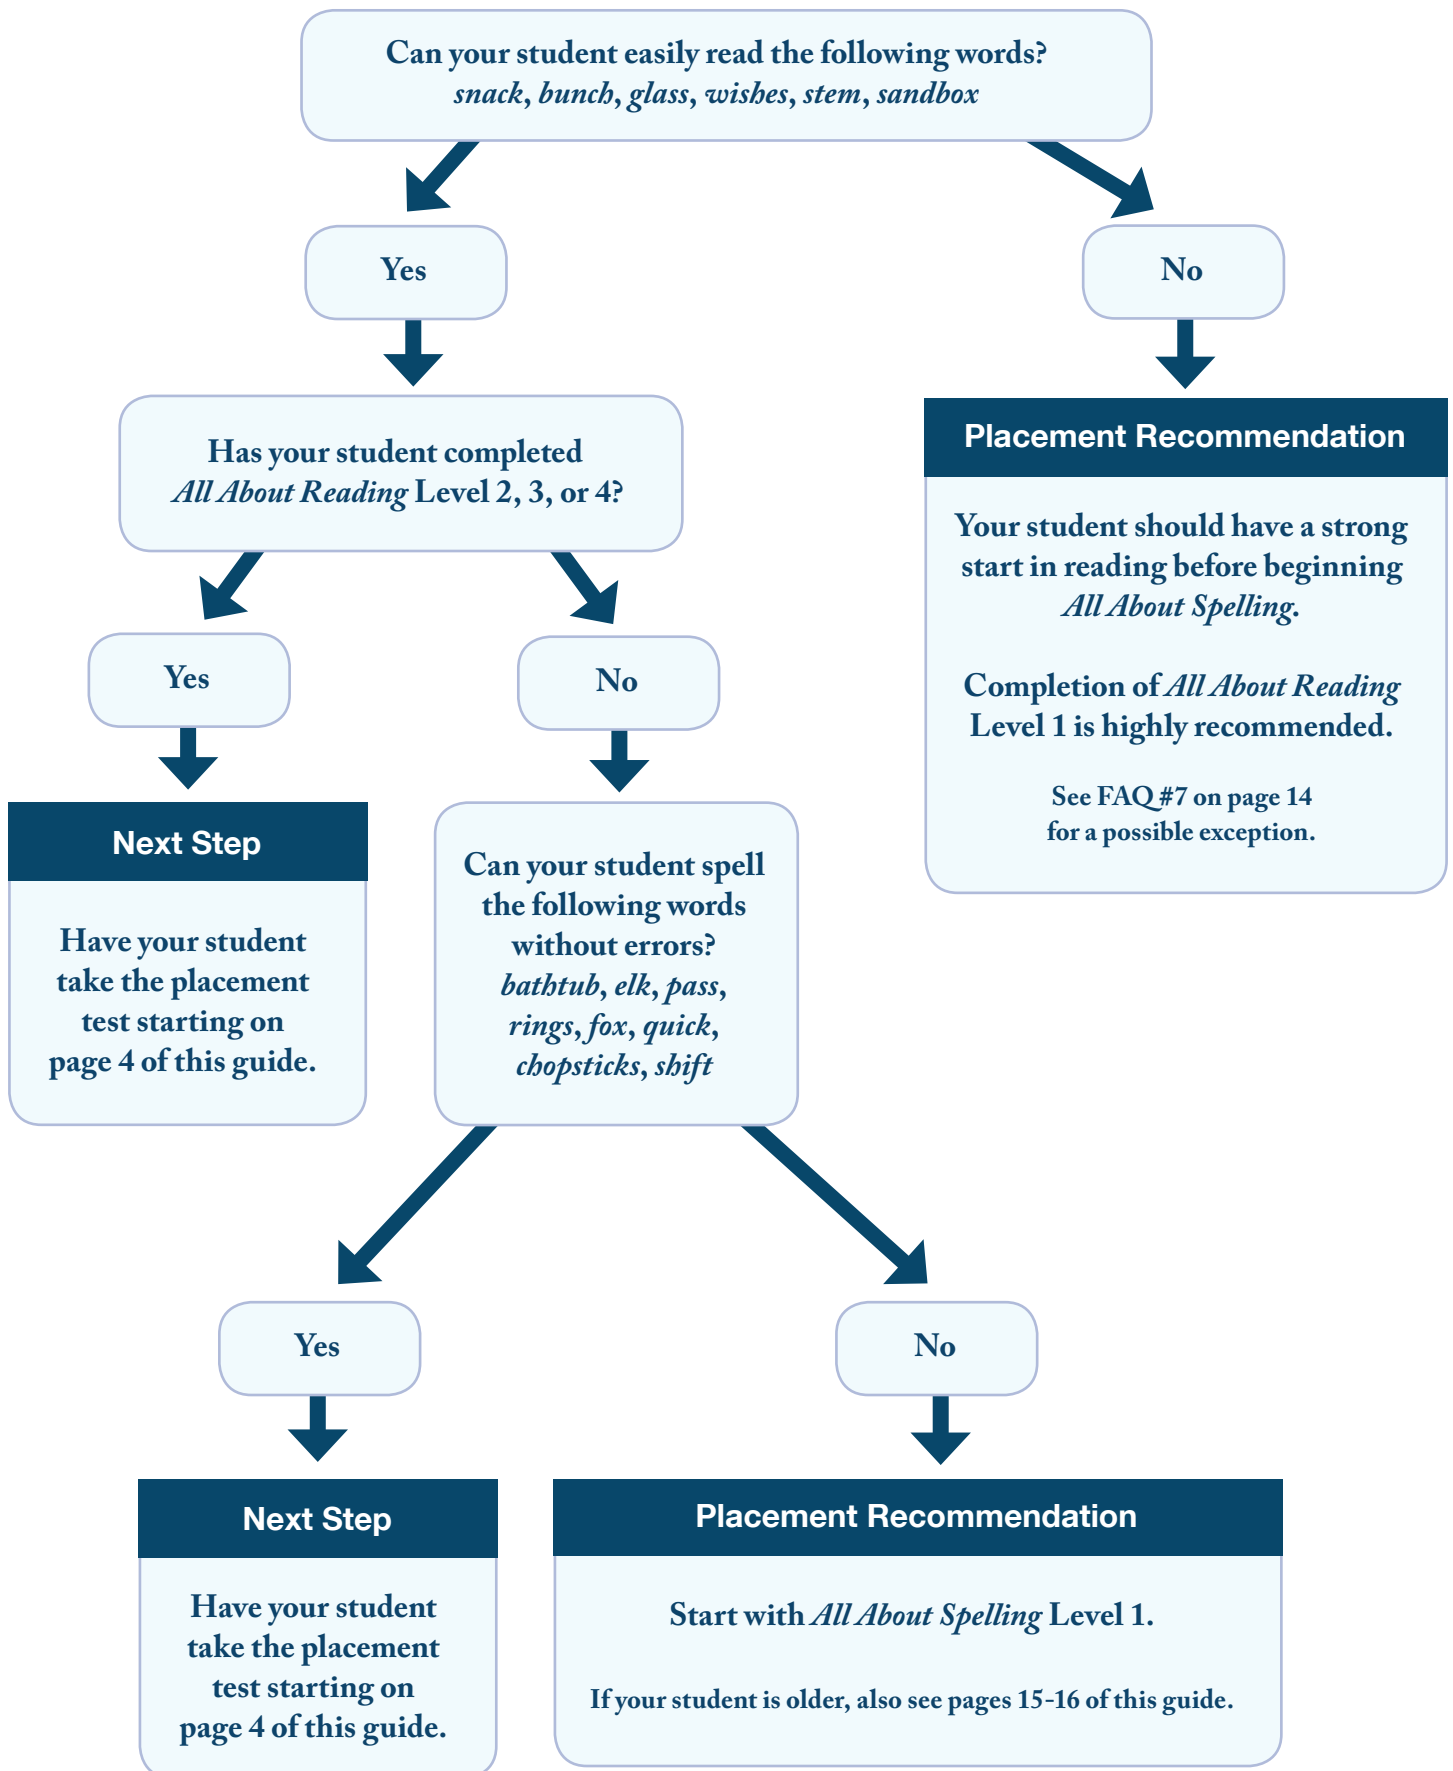 Can your student easily read the following words?
snack, bunch, glass, wishes, stem, sandbox
Yes
No
Has your student completed
All About Reading Level 2, 3, or 4?
Placement Recommendation
Your student should have a strong
start in reading before beginning
All About Spelling.
Completion of All About Reading
Level 1 is highly recommended.
See FAQ #7 on page 14
for a possible exception.
Yes
No
Next Step
Have your student
take the placement
test starting on
page 4 of this guide.
Can your student spell
the following words
without errors?
bathtub, elk, pass,
rings, fox, quick,
chopsticks, shift
Yes
No
Next Step
Have your student
take the placement
test starting on
page 4 of this guide.
Placement Recommendation
Start with All About Spelling Level 1.
If your student is older, also see pages 15-16 of this guide.